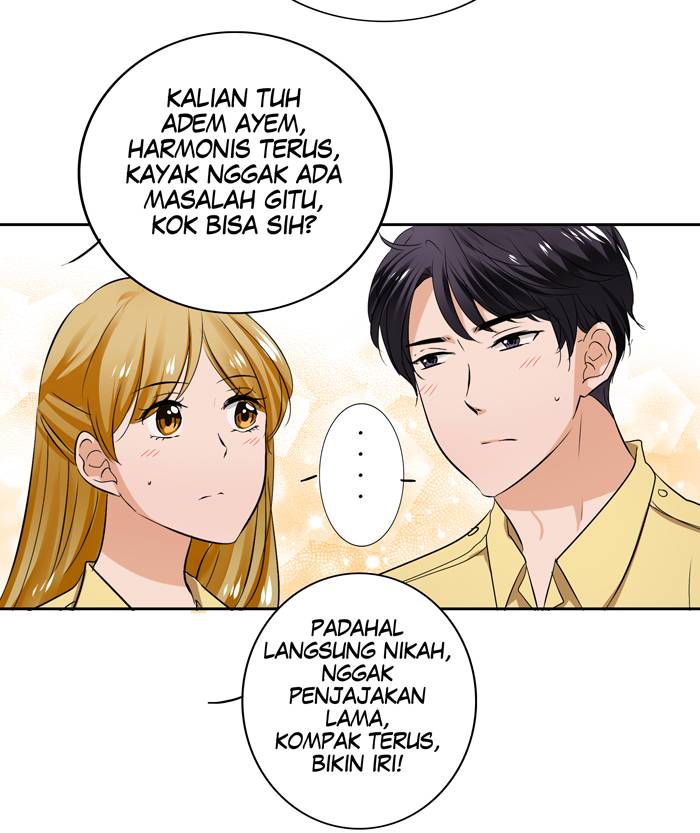 KALIAN TUH
ADEM AYEM,
HARMONIS TERUS,
KAYAK NGGAK ADA
MASALAH GITU,
KOK BISA SIH?
....
PADAHAL
LANGSUNG NIKAH,
NGGAK
PENJAJAKAN
LAMA,
KOMPAK TERUS,
BIKIN IRI!